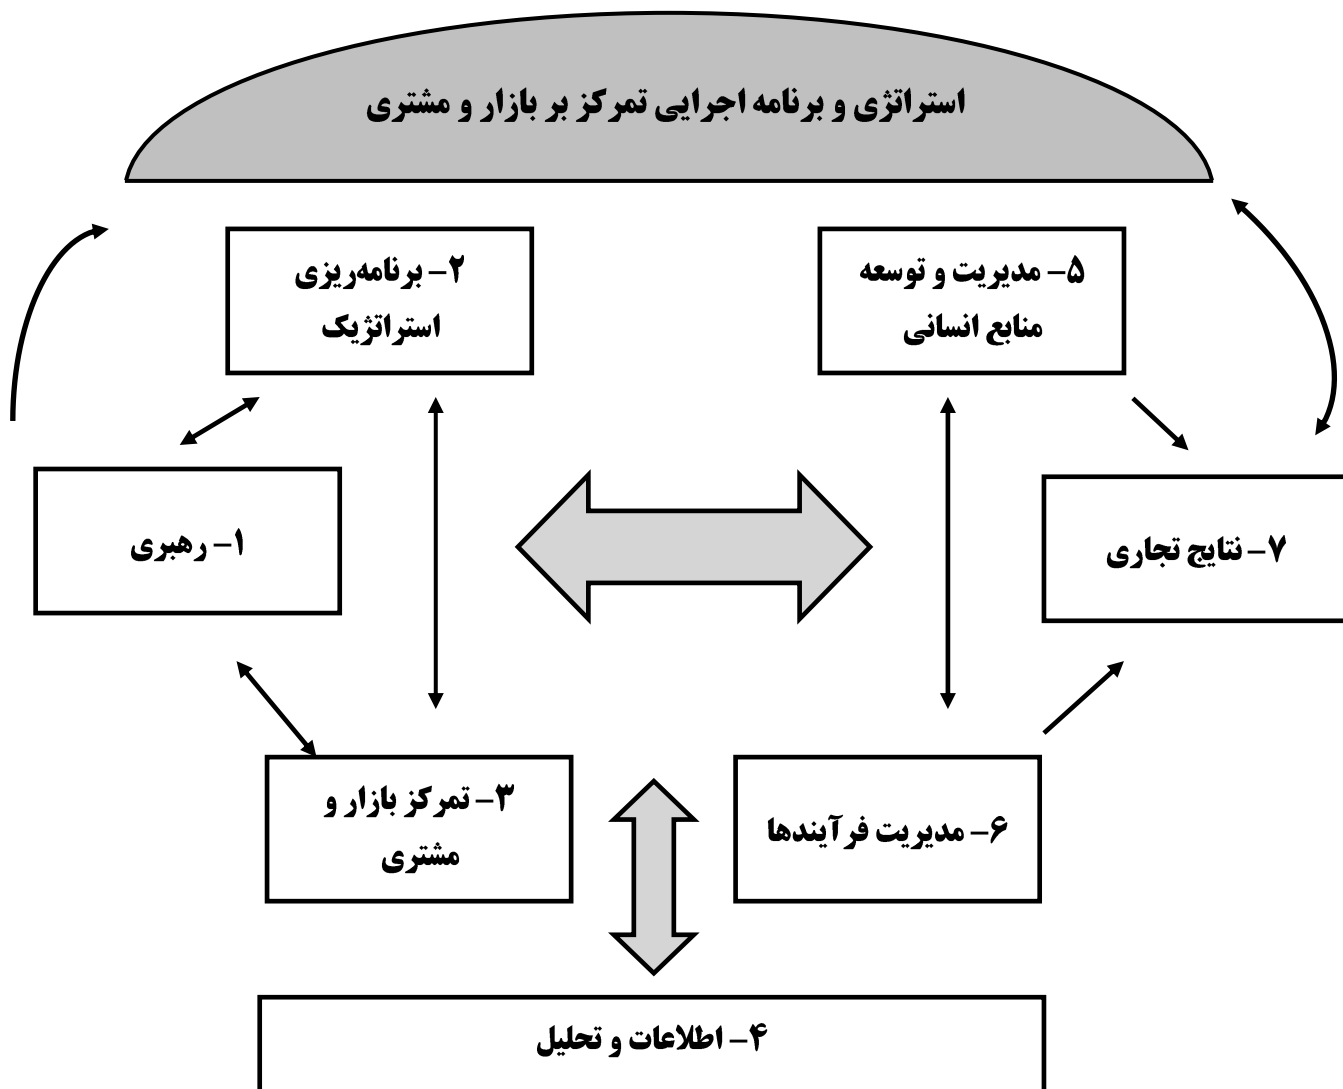 استراتژی و برنامه اجرایی تمرکز بر بازار و مشتری
۵- مدیریت و توسعه
منابع انسانی
۲- برنامه‌ریزی
استراتژیک
۷- نتایج تجاری
۱- رهبری
۶- مدیریت فرآیندها
۳- تمرکز بازار و
مشتری
۴- اطلاعات و تحلیل